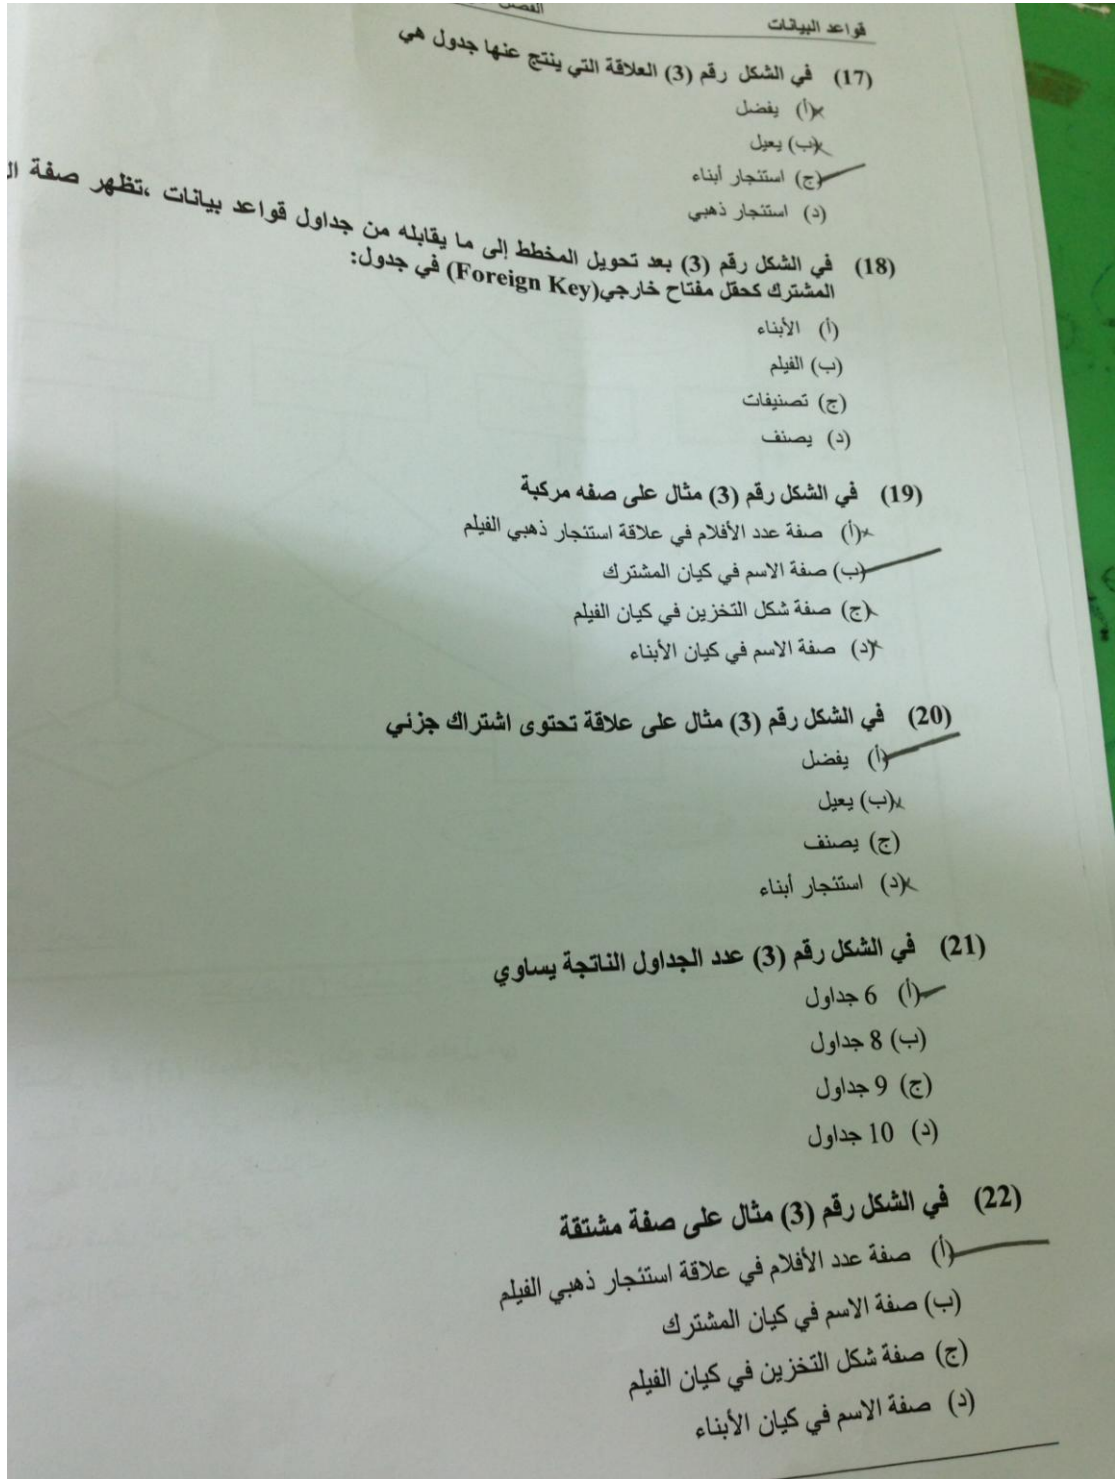 قواعد البيانات
(17) في الشكل رقم (3) العلاقة التي ينتج عنها جدول هي
(أ) يفضل
(ب) يعيل
(ج) استئجار أبناء
(د) استئجار ذهبي
(18) في الشكل رقم (3) بعد تحويل المخطط إلى ما يقابله من جداول قواعد بيانات ،تظهر صفة
المشترك كحقل مفتاح خارجي(Foreign Key) في جدول:
(أ) الأبناء
(ب) الفيلم
(ج) تصنيفات
(د) يصنف
(19) في الشكل رقم (3) مثال على صفه مركبة
(أ) صفة عدد الأفلام في علاقة استئجار ذهبي الفيلم
(ب) صفة الاسم في كيان المشترك
(ج) صفة شكل التخزين في كيان الفيلم
(د) صفة الاسم في كيان الأبناء
(20) في الشكل رقم (3) مثال على علاقة تحتوى اشتراك جزئي
(أ) يفضل
(ب) يعيل
(ج) يصنف
(د) استئجار أبناء
(21) في الشكل رقم (3) عدد الجداول الناتجة يساوي
(أ) 6 جداول
(ب) 8 جداول
(ج) 9 جداول
(د) 10 جداول
(22) في الشكل رقم (3) مثال على صفة مشتقة
(أ) صفة عدد الأفلام في علاقة استئجار ذهبي الفيلم
(ب) صفة الاسم في كيان المشترك
(ج) صفة شكل التخزين في كيان الفيلم
(د) صفة الاسم في كيان الأبناء